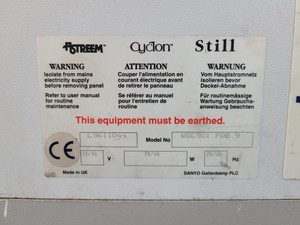 Fistreem Cyclon Still
WARNING
Isolate from mains
electricity supply
before removing panel
Refer to user manual
for routine
maintenance
ATTENTION
Couper l'alimentation en
courant électrique avant
de retirer le panneau
Se référer au manuel
pour l'entretien de
routine
WARNUNG
Vom Hauptstromnetz
isolieren bevor
Deckel-Abnahme
Für routinemässige
Wartung Gebrauchs-
anweisung beachten
This equipment must be earthed.
CE
Model No
V
W
Hz
Made in UK
SANYO Gallenkamp PLC